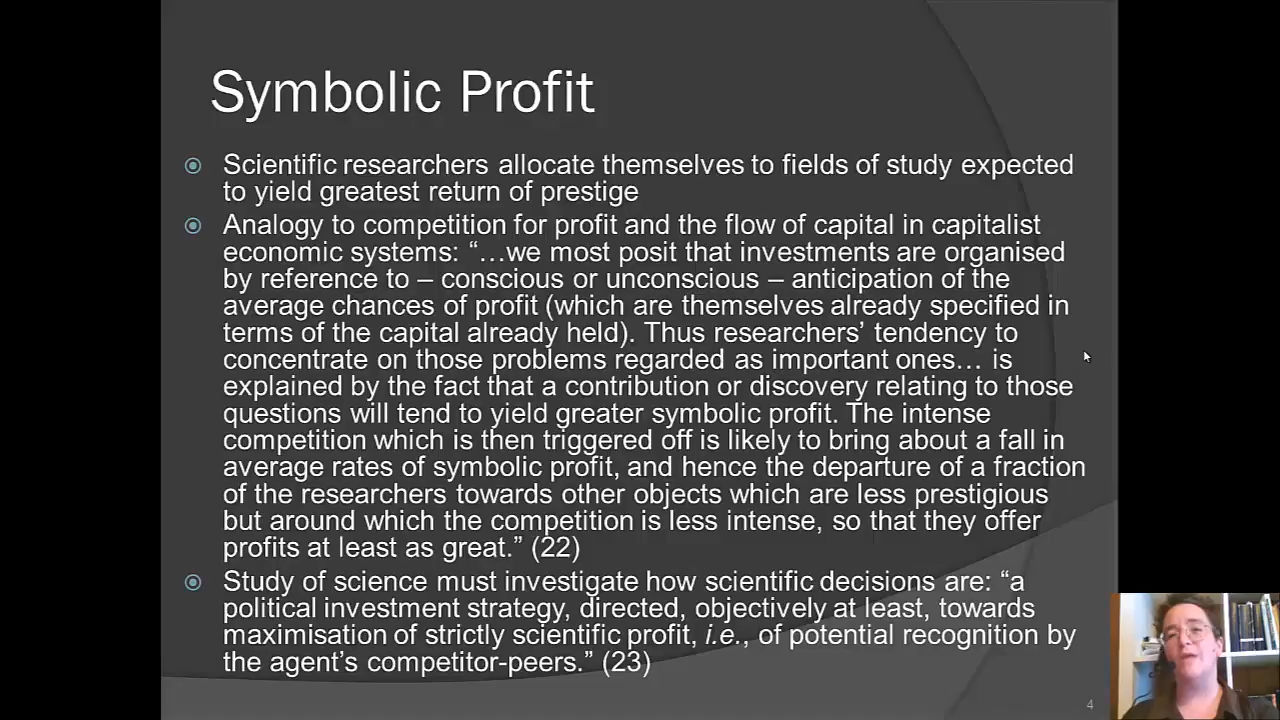 Symbolic Profit
Scientific researchers allocate themselves to fields of study expected
to yield greatest return of prestige
Analogy to competition for profit and the flow of capital in capitalist
economic systems: “…we most posit that investments are organised
by reference to – conscious or unconscious – anticipation of the
average chances of profit (which are themselves already specified in
terms of the capital already held). Thus researchers’ tendency to
concentrate on those problems regarded as important ones… is
explained by the fact that a contribution or discovery relating to those
questions will tend to yield greater symbolic profit. The intense
competition which is then triggered off is likely to bring about a fall in
average rates of symbolic profit, and hence the departure of a fraction
of the researchers towards other objects which are less prestigious
but around which the competition is less intense, so that they offer
profits at least as great.” (22)
Study of science must investigate how scientific decisions are: “a
political investment strategy, directed, objectively at least, towards
maximisation of strictly scientific profit, i.e., of potential recognition by
the agent’s competitor-peers.” (23)
4